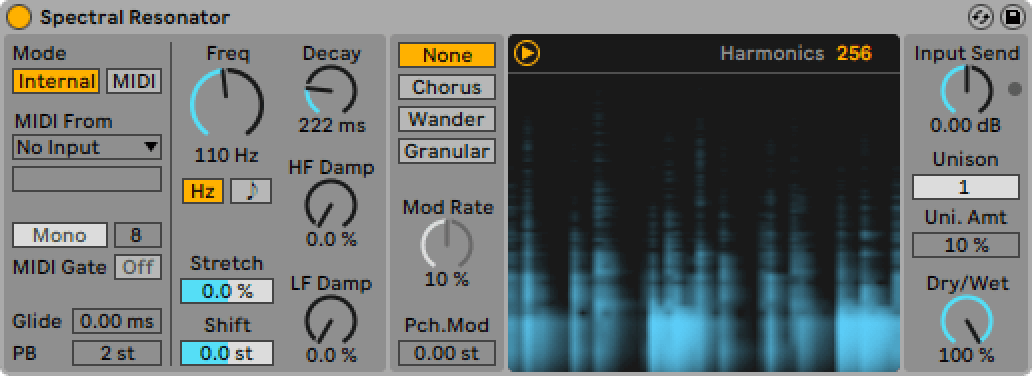 Spectral Resonator
Mode
Internal MIDI
MIDI From
No Input
Mono 8
MIDI Gate Off
Glide 0.00 ms
PB 2 st
Freq
110 Hz
Hz
Stretch
0.0 %
Shift
0.0 st
Decay
222 ms
HF Damp
0.0 %
LF Damp
0.0 %
None
Chorus
Wander
Granular
Mod Rate
10 %
Pch.Mod
0.00 st
Harmonics 256
Input Send
0.00 dB
Unison
1
Uni. Amt
10 %
Dry/Wet
100 %